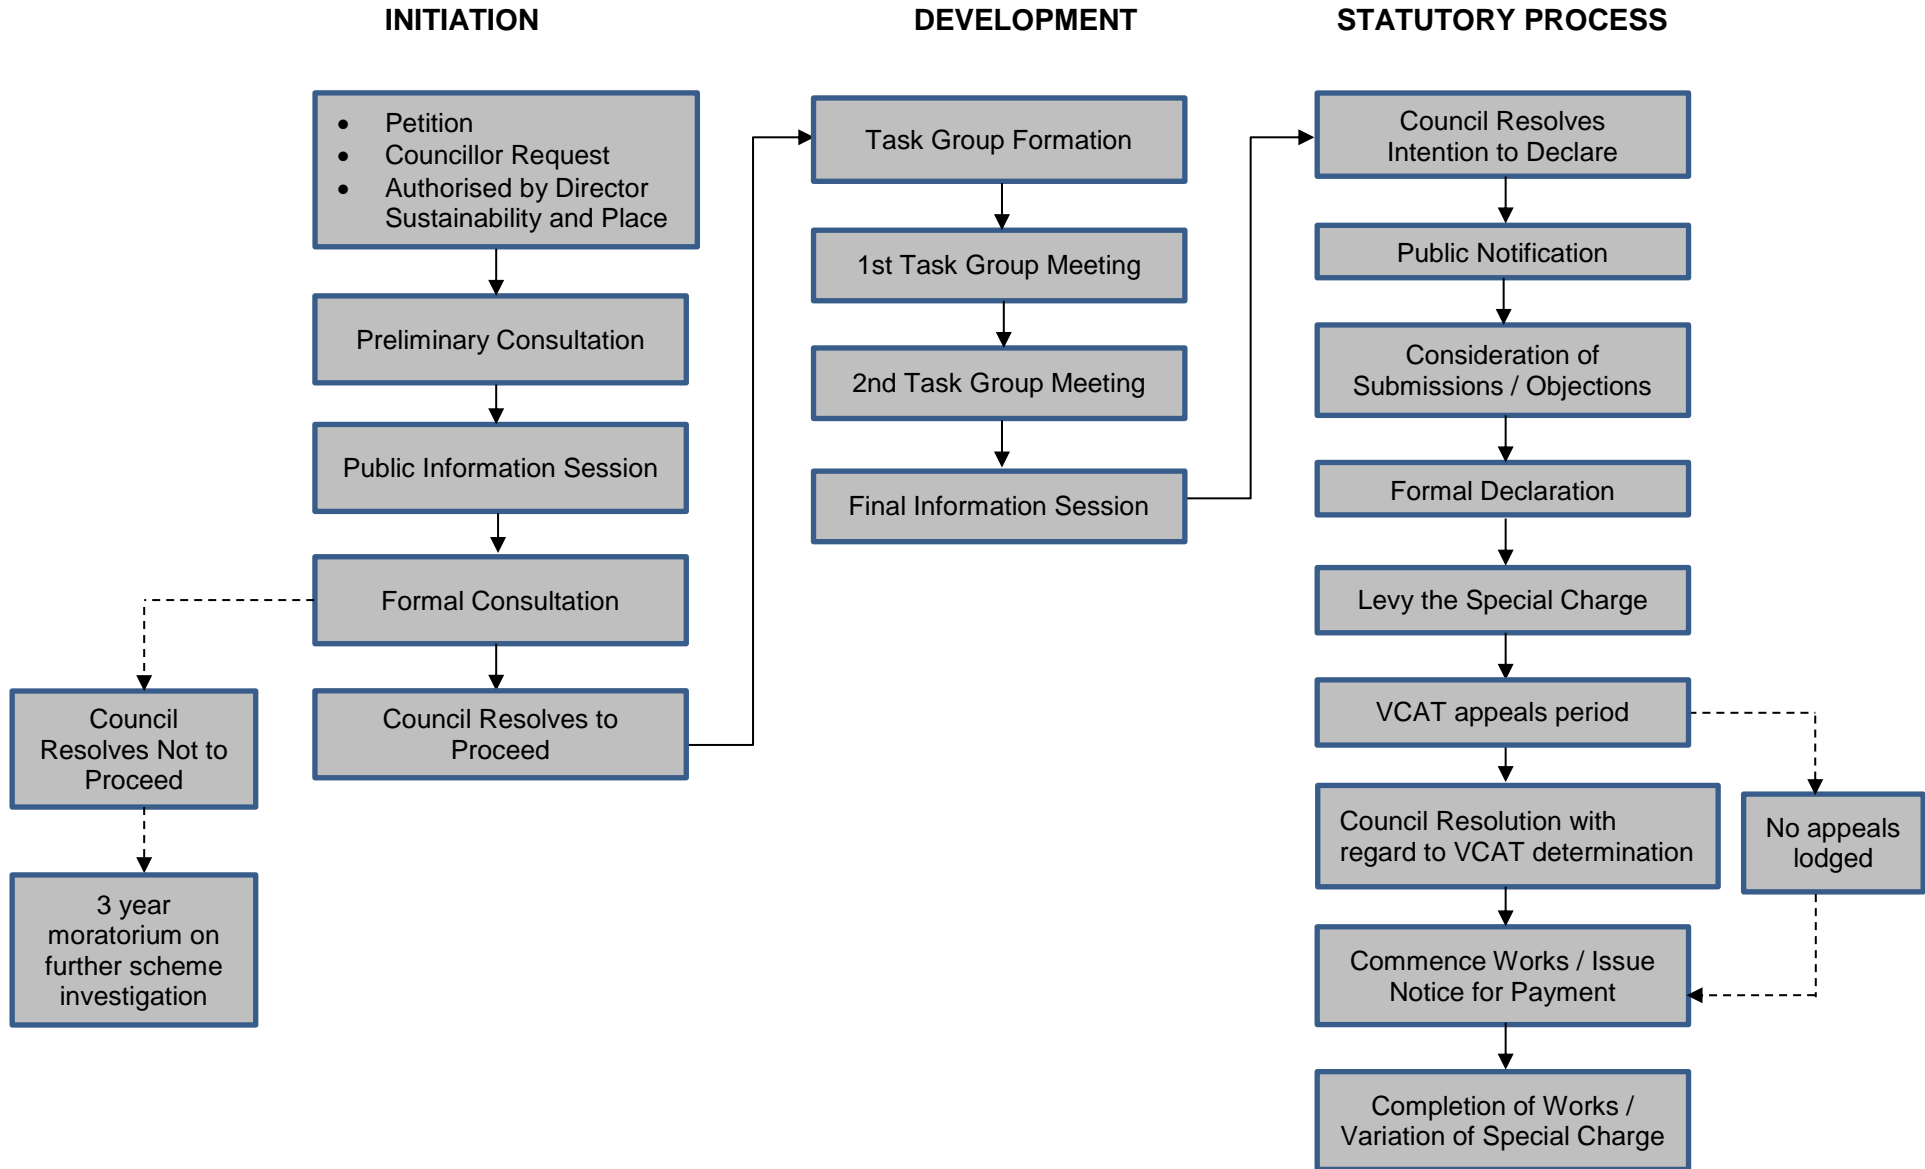 INITIATION
DEVELOPMENT
STATUTORY PROCESS
• Petition
• Councillor Request
• Authorised by Director
Sustainability and Place
Preliminary Consultation
Public Information Session
Formal Consultation
Council Resolves to
Proceed
Council
Resolves Not to
Proceed
3 year
moratorium on
further scheme
investigation
Task Group Formation
1st Task Group Meeting
2nd Task Group Meeting
Final Information Session
Council Resolves
Intention to Declare
Public Notification
Consideration of
Submissions / Objections
Formal Declaration
Levy the Special Charge
VCAT appeals period
Council Resolution with
regard to VCAT determination
No appeals
lodged
Commence Works / Issue
Notice for Payment
Completion of Works /
Variation of Special Charge